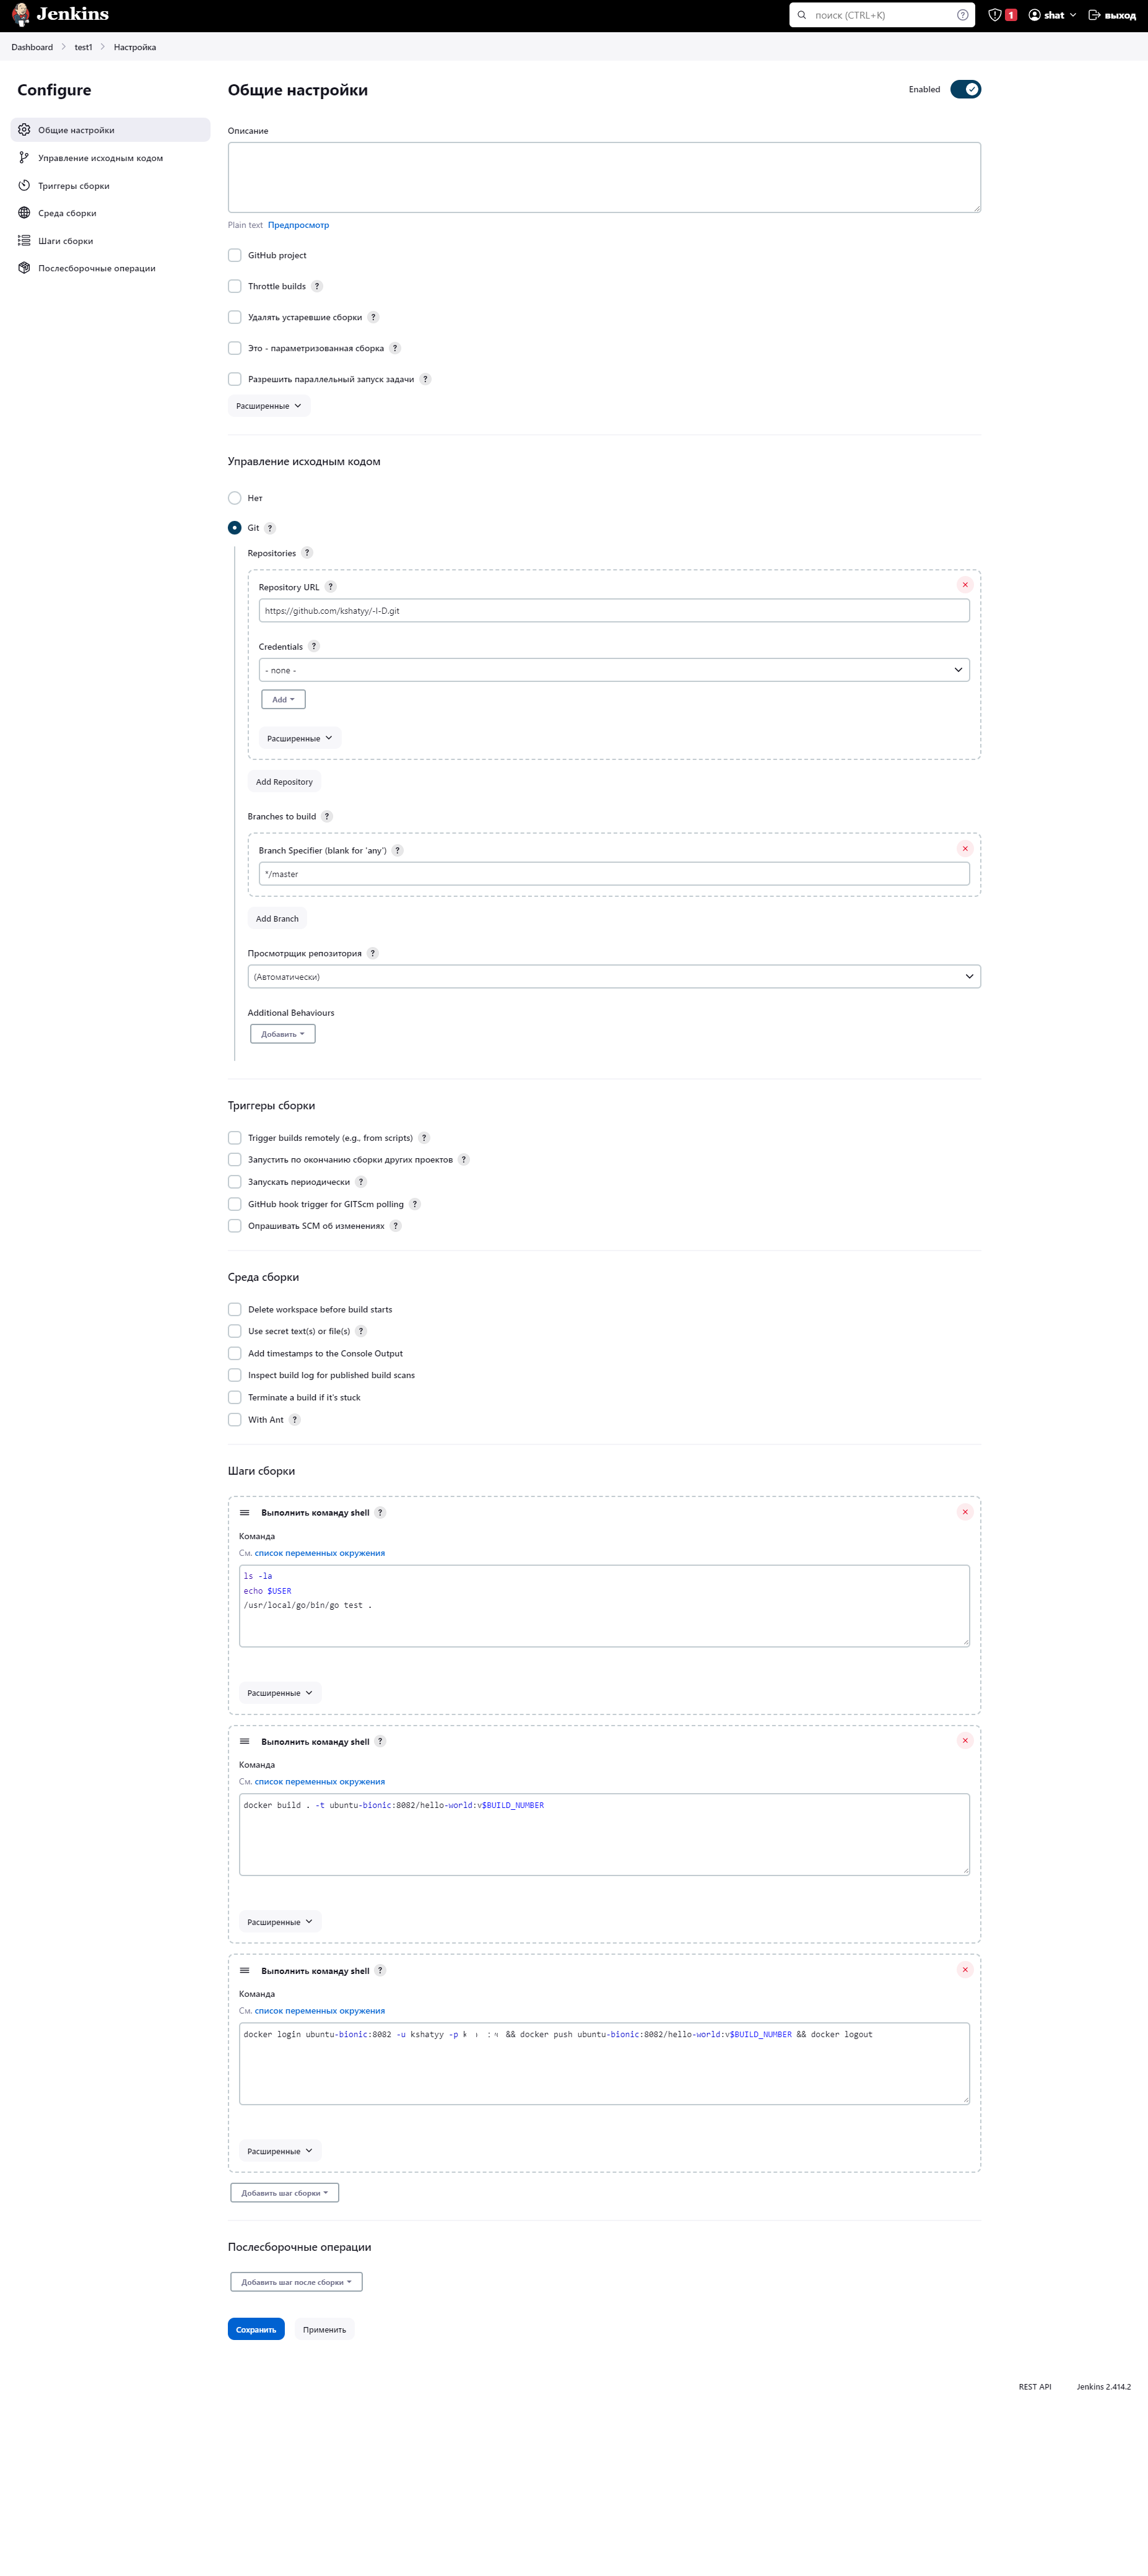 Jenkins
поиск (CTRL+K)
1
shat
выход
Dashboard
test1
Настройка
Configure
Общие настройки
Управление исходным кодом
Триггеры сборки
Среда сборки
Шаги сборки
Послесборочные операции
Общие настройки
Enabled
Описание
Plain text Предпросмотр
GitHub project
Throttle builds ?
Удалять устаревшие сборки ?
Это - параметризованная сборка ?
Разрешить параллельный запуск задачи ?
Расширенные
Управление исходным кодом
Нет
Git ?
Repositories ?
Repository URL ?
https://github.com/kshatyy/-I-D.git
Credentials ?
- none -
Add
Расширенные
Add Repository
Branches to build ?
Branch Specifier (blank for 'any') ?
*/master
Add Branch
Просмотрщик репозитория ?
(Автоматически)
Additional Behaviours
Добавить
Триггеры сборки
Trigger builds remotely (e.g., from scripts) ?
Запустить по окончанию сборки других проектов ?
Запускать периодически ?
GitHub hook trigger for GITScm polling ?
Опрашивать SCM об изменениях ?
Среда сборки
Delete workspace before build starts
Use secret text(s) or file(s) ?
Add timestamps to the Console Output
Inspect build log for published build scans
Terminate a build if it's stuck
With Ant ?
Шаги сборки
Выполнить команду shell ?
Команда
См. список переменных окружения
ls -la
echo $USER
/usr/local/go/bin/go test .
Расширенные
Выполнить команду shell ?
Команда
См. список переменных окружения
docker build . -t ubuntu-bionic:8082/hello-world:v$BUILD_NUMBER
Расширенные
Выполнить команду shell ?
Команда
См. список переменных окружения
docker login ubuntu-bionic:8082 -u kshatyy -p && docker push ubuntu-bionic:8082/hello-world:v$BUILD_NUMBER && docker logout
Расширенные
Добавить шаг сборки
Послесборочные операции
Добавить шаг после сборки
Сохранить
Применить
REST API
Jenkins 2.414.2